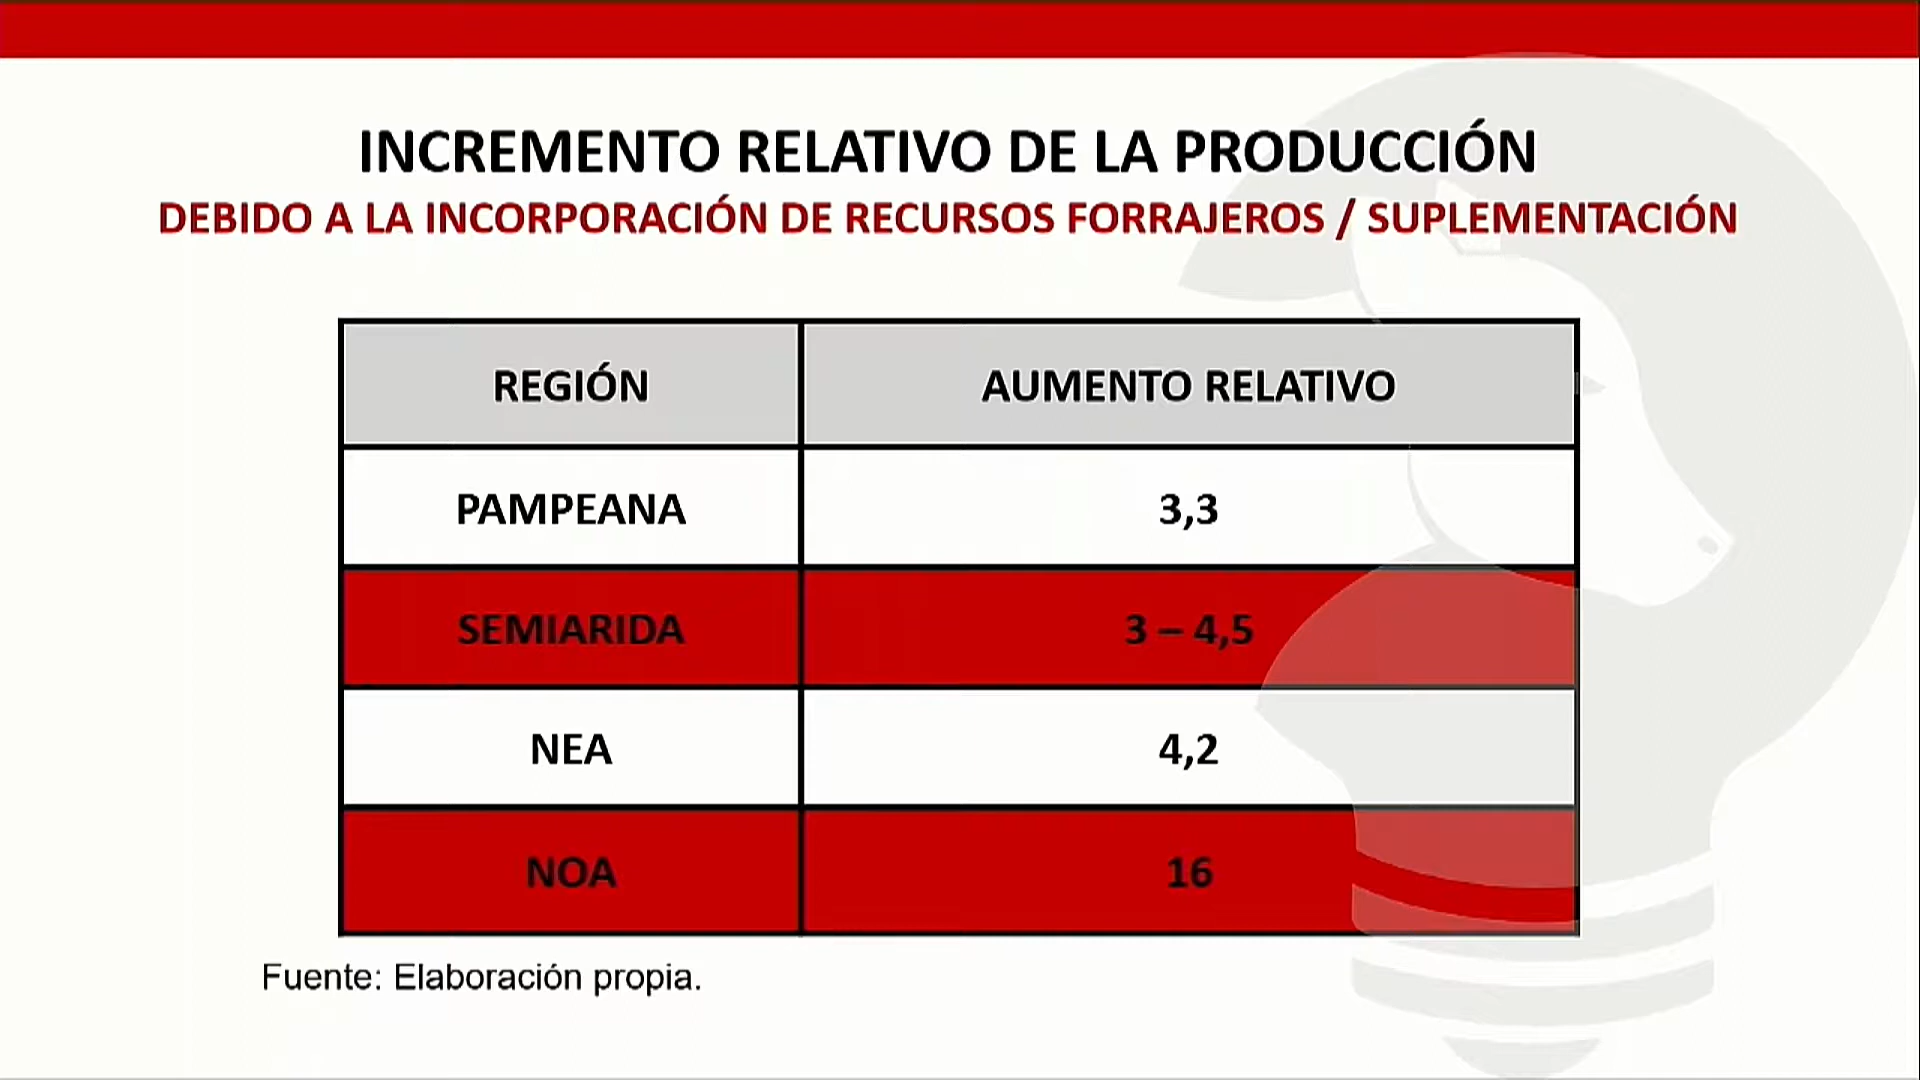 INCREMENTO RELATIVO DE LA PRODUCCIÓN
DEBIDO A LA INCORPORACIÓN DE RECURSOS FORRAJEROS / SUPLEMENTACIÓN
REGIÓN AUMENTO RELATIVO
PAMPEANA 3,3
SEMIARIDA 3 – 4,5
NEA 4,2
NOA 16
Fuente: Elaboración propia.